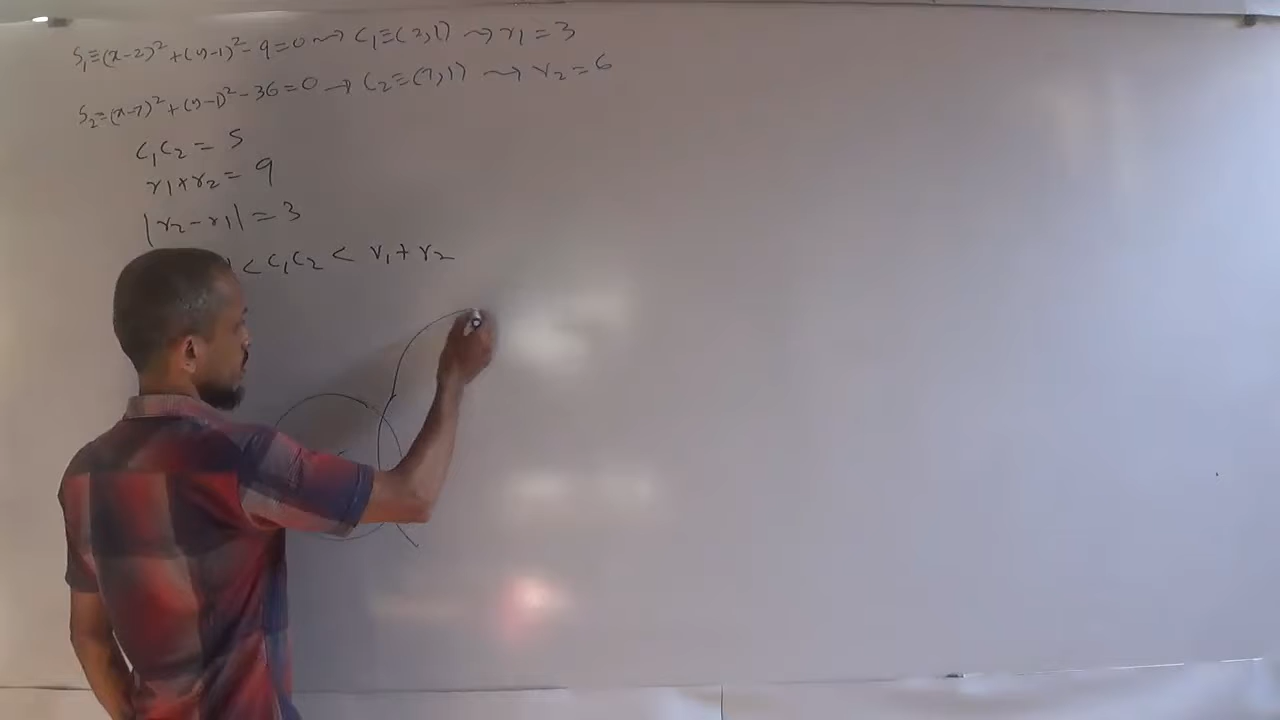 S₁≡(x-2)²+(y-1)²-9=0 ⇝ C₁≡(2,1) ⇝ r₁=3
S₂≡(x-7)²+(y-1)²-36=0 → C₂≡(7,1) ⇝ r₂=6
C₁C₂ = 5
r₁+r₂ = 9
|r₂-r₁| = 3
| < C₁C₂ < r₁+r₂